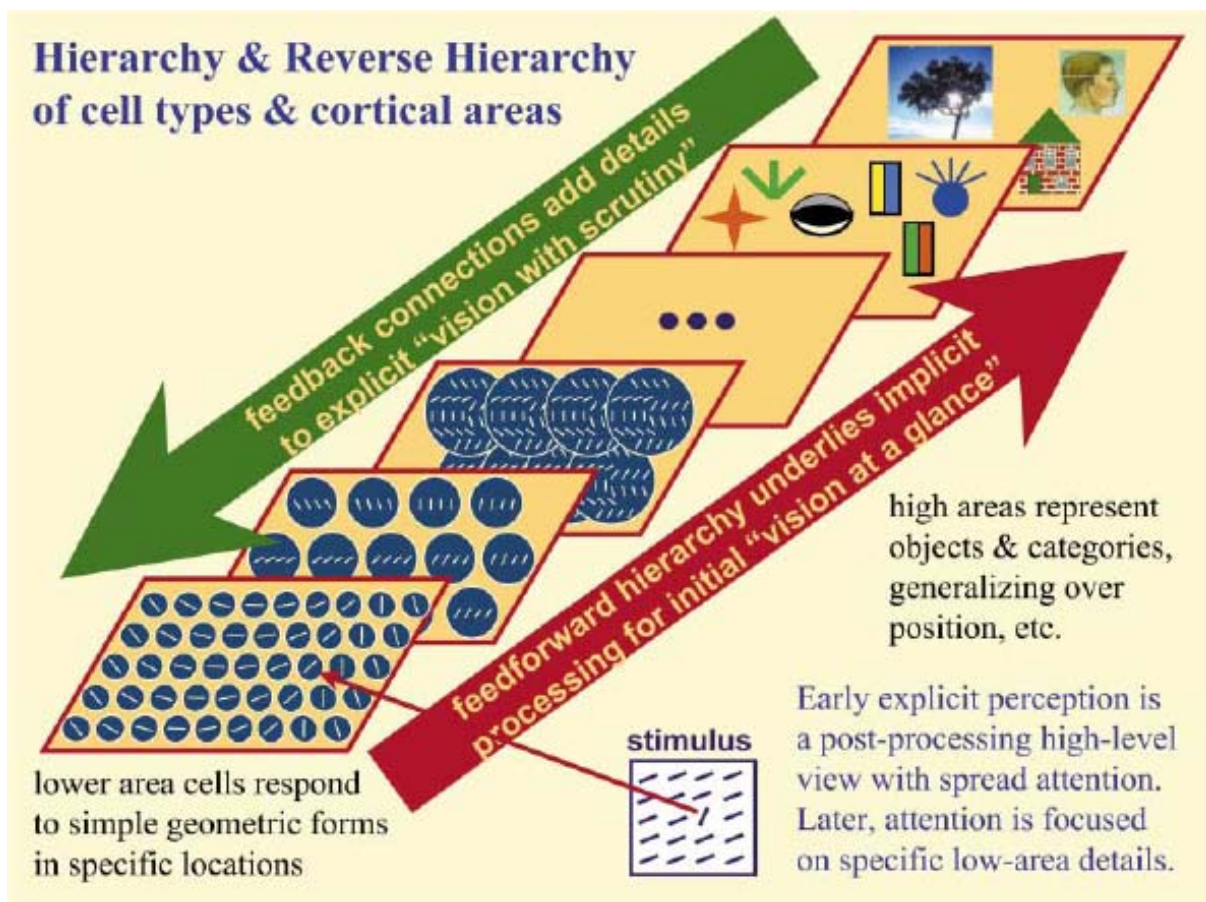 Hierarchy & Reverse Hierarchy
of cell types & cortical areas
feedback connections add details
to explicit “vision with scrutiny”
feedforward hierarchy underlies implicit
processing for initial “vision at a glance”
high areas represent
objects & categories,
generalizing over
position, etc.
stimulus
Early explicit perception is
a post-processing high-level
view with spread attention.
Later, attention is focused
on specific low-area details.
lower area cells respond
to simple geometric forms
in specific locations